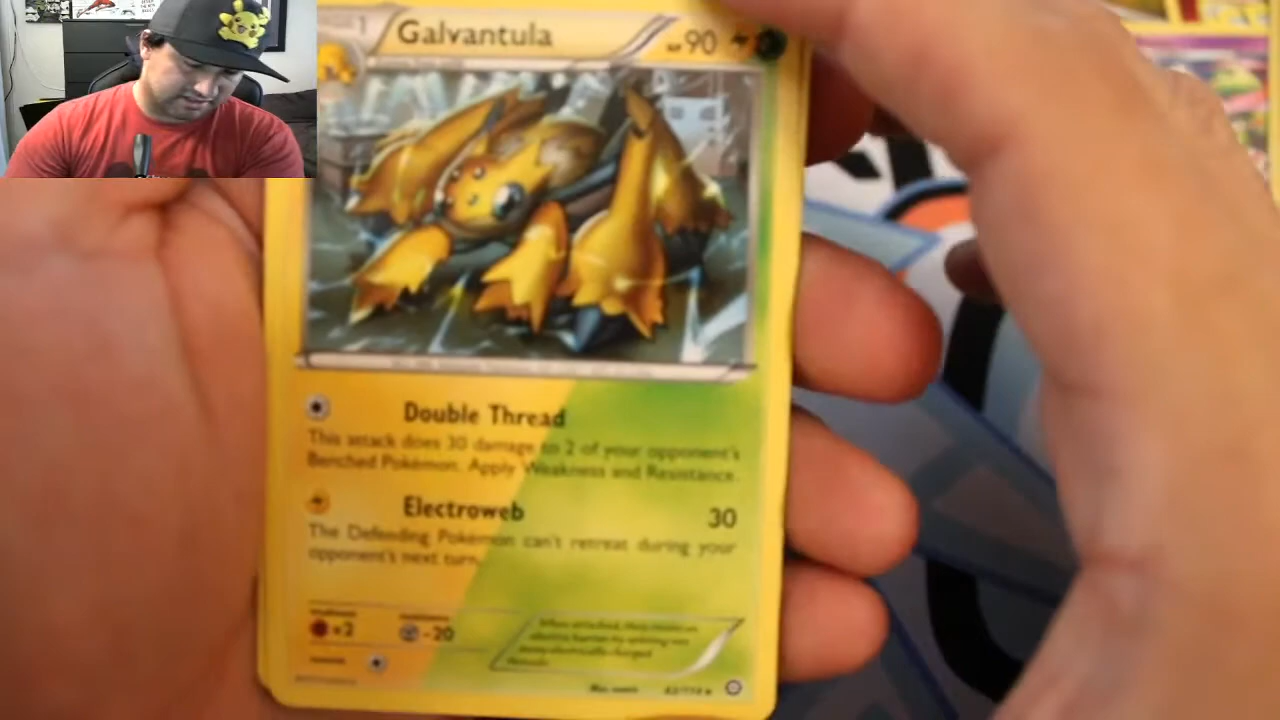 Galvantula
90
Double Thread
This attack does 30 damage to 2 of your opponent's
Benched Pokémon. Apply Weakness and Resistance.
Electroweb 30
The Defending Pokémon can't retreat during your
opponent's next turn.
×2 -20